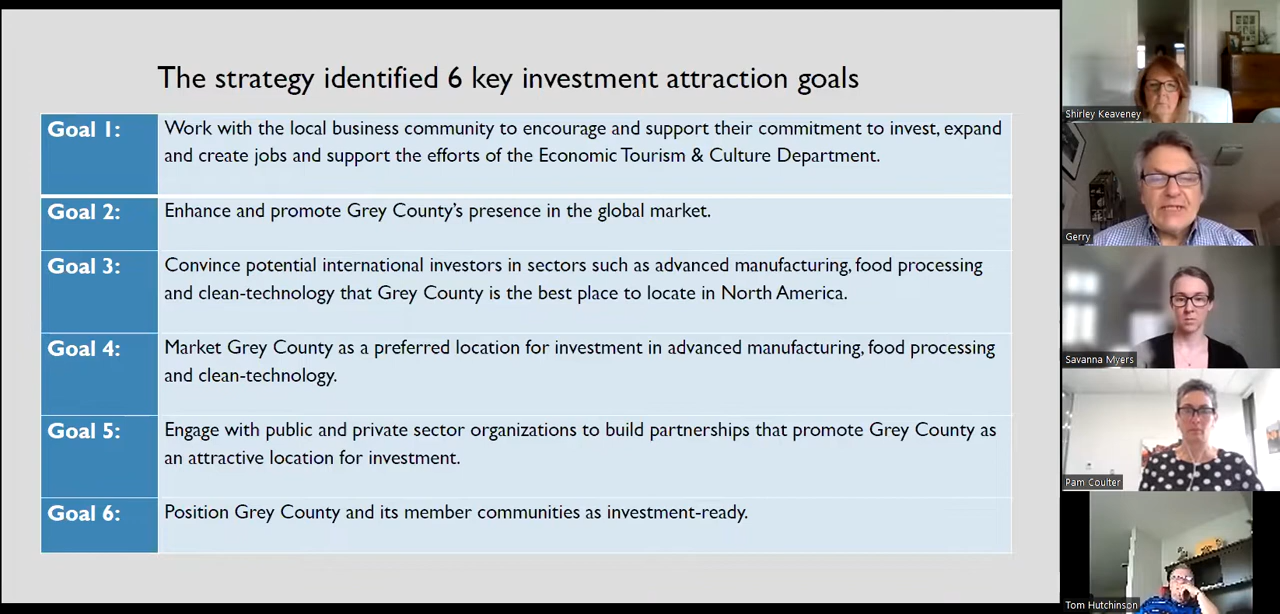 The strategy identified 6 key investment attraction goals
Goal 1:
Work with the local business community to encourage and support their commitment to invest, expand
and create jobs and support the efforts of the Economic Tourism & Culture Department.
Goal 2:
Enhance and promote Grey County's presence in the global market.
Goal 3:
Convince potential international investors in sectors such as advanced manufacturing, food processing
and clean-technology that Grey County is the best place to locate in North America.
Goal 4:
Market Grey County as a preferred location for investment in advanced manufacturing, food processing
and clean-technology.
Goal 5:
Engage with public and private sector organizations to build partnerships that promote Grey County as
an attractive location for investment.
Goal 6:
Position Grey County and its member communities as investment-ready.
Shirley Keaveney
Gerry
Savanna Myers
Pam Coulter
Tom Hutchinson